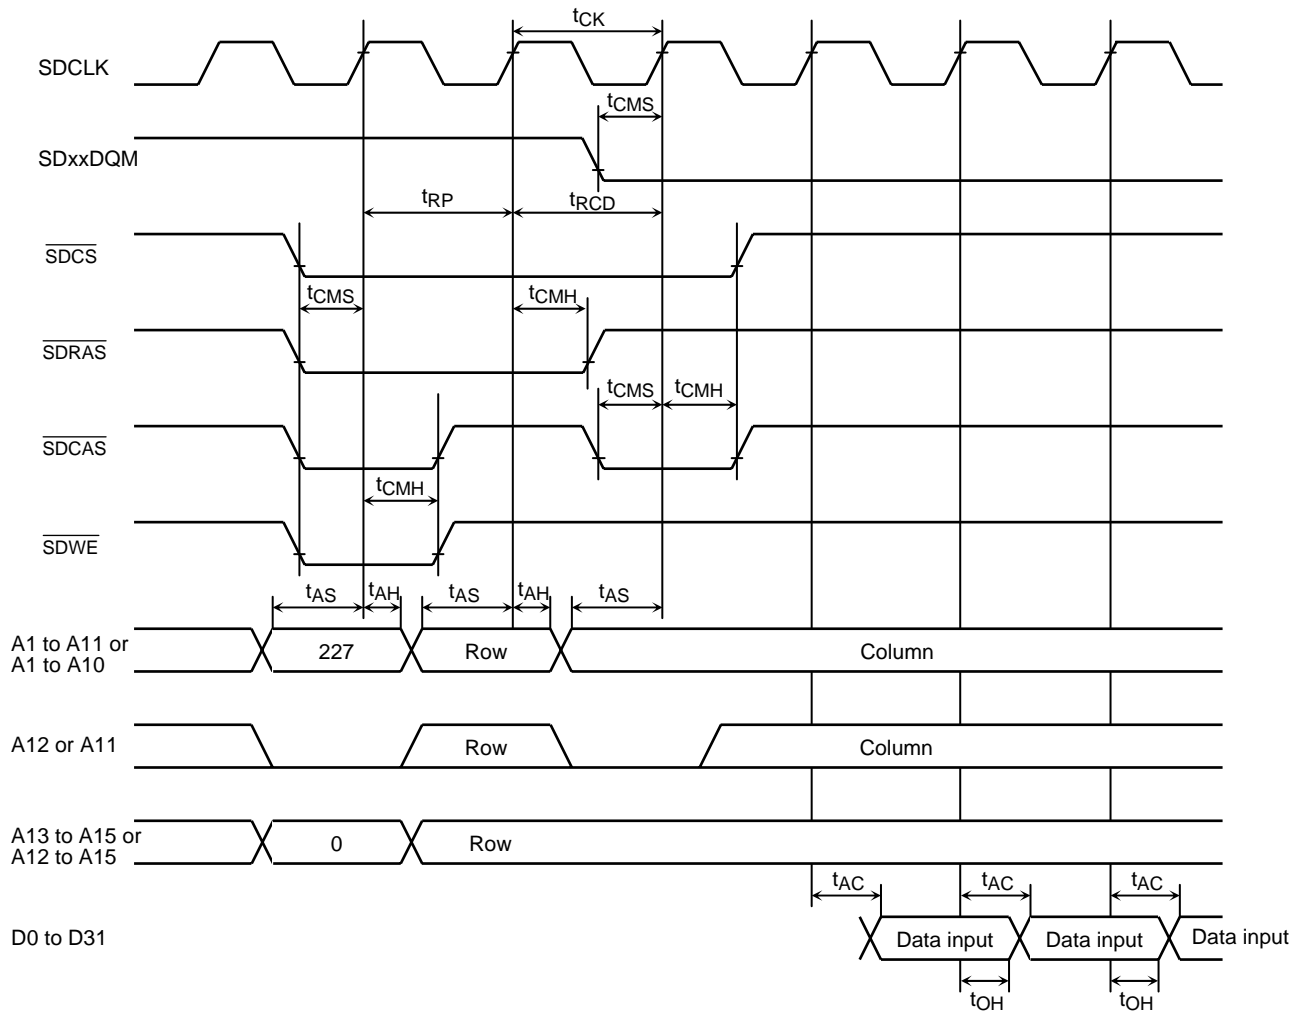 tCK
SDCLK
tCMS
SDxxDQM
tRP
tRCD
SDCS
tCMS
tCMH
SDRAS
tCMS
tCMH
SDCAS
tCMH
SDWE
tAS
tAH
tAS
tAH
tAS
A1 to A11 or
A1 to A10
227
Row
Column
A12 or A11
Row
Column
A13 to A15 or
A12 to A15
0
Row
tAC
tAC
tAC
D0 to D31
Data input
Data input
Data input
tOH
tOH